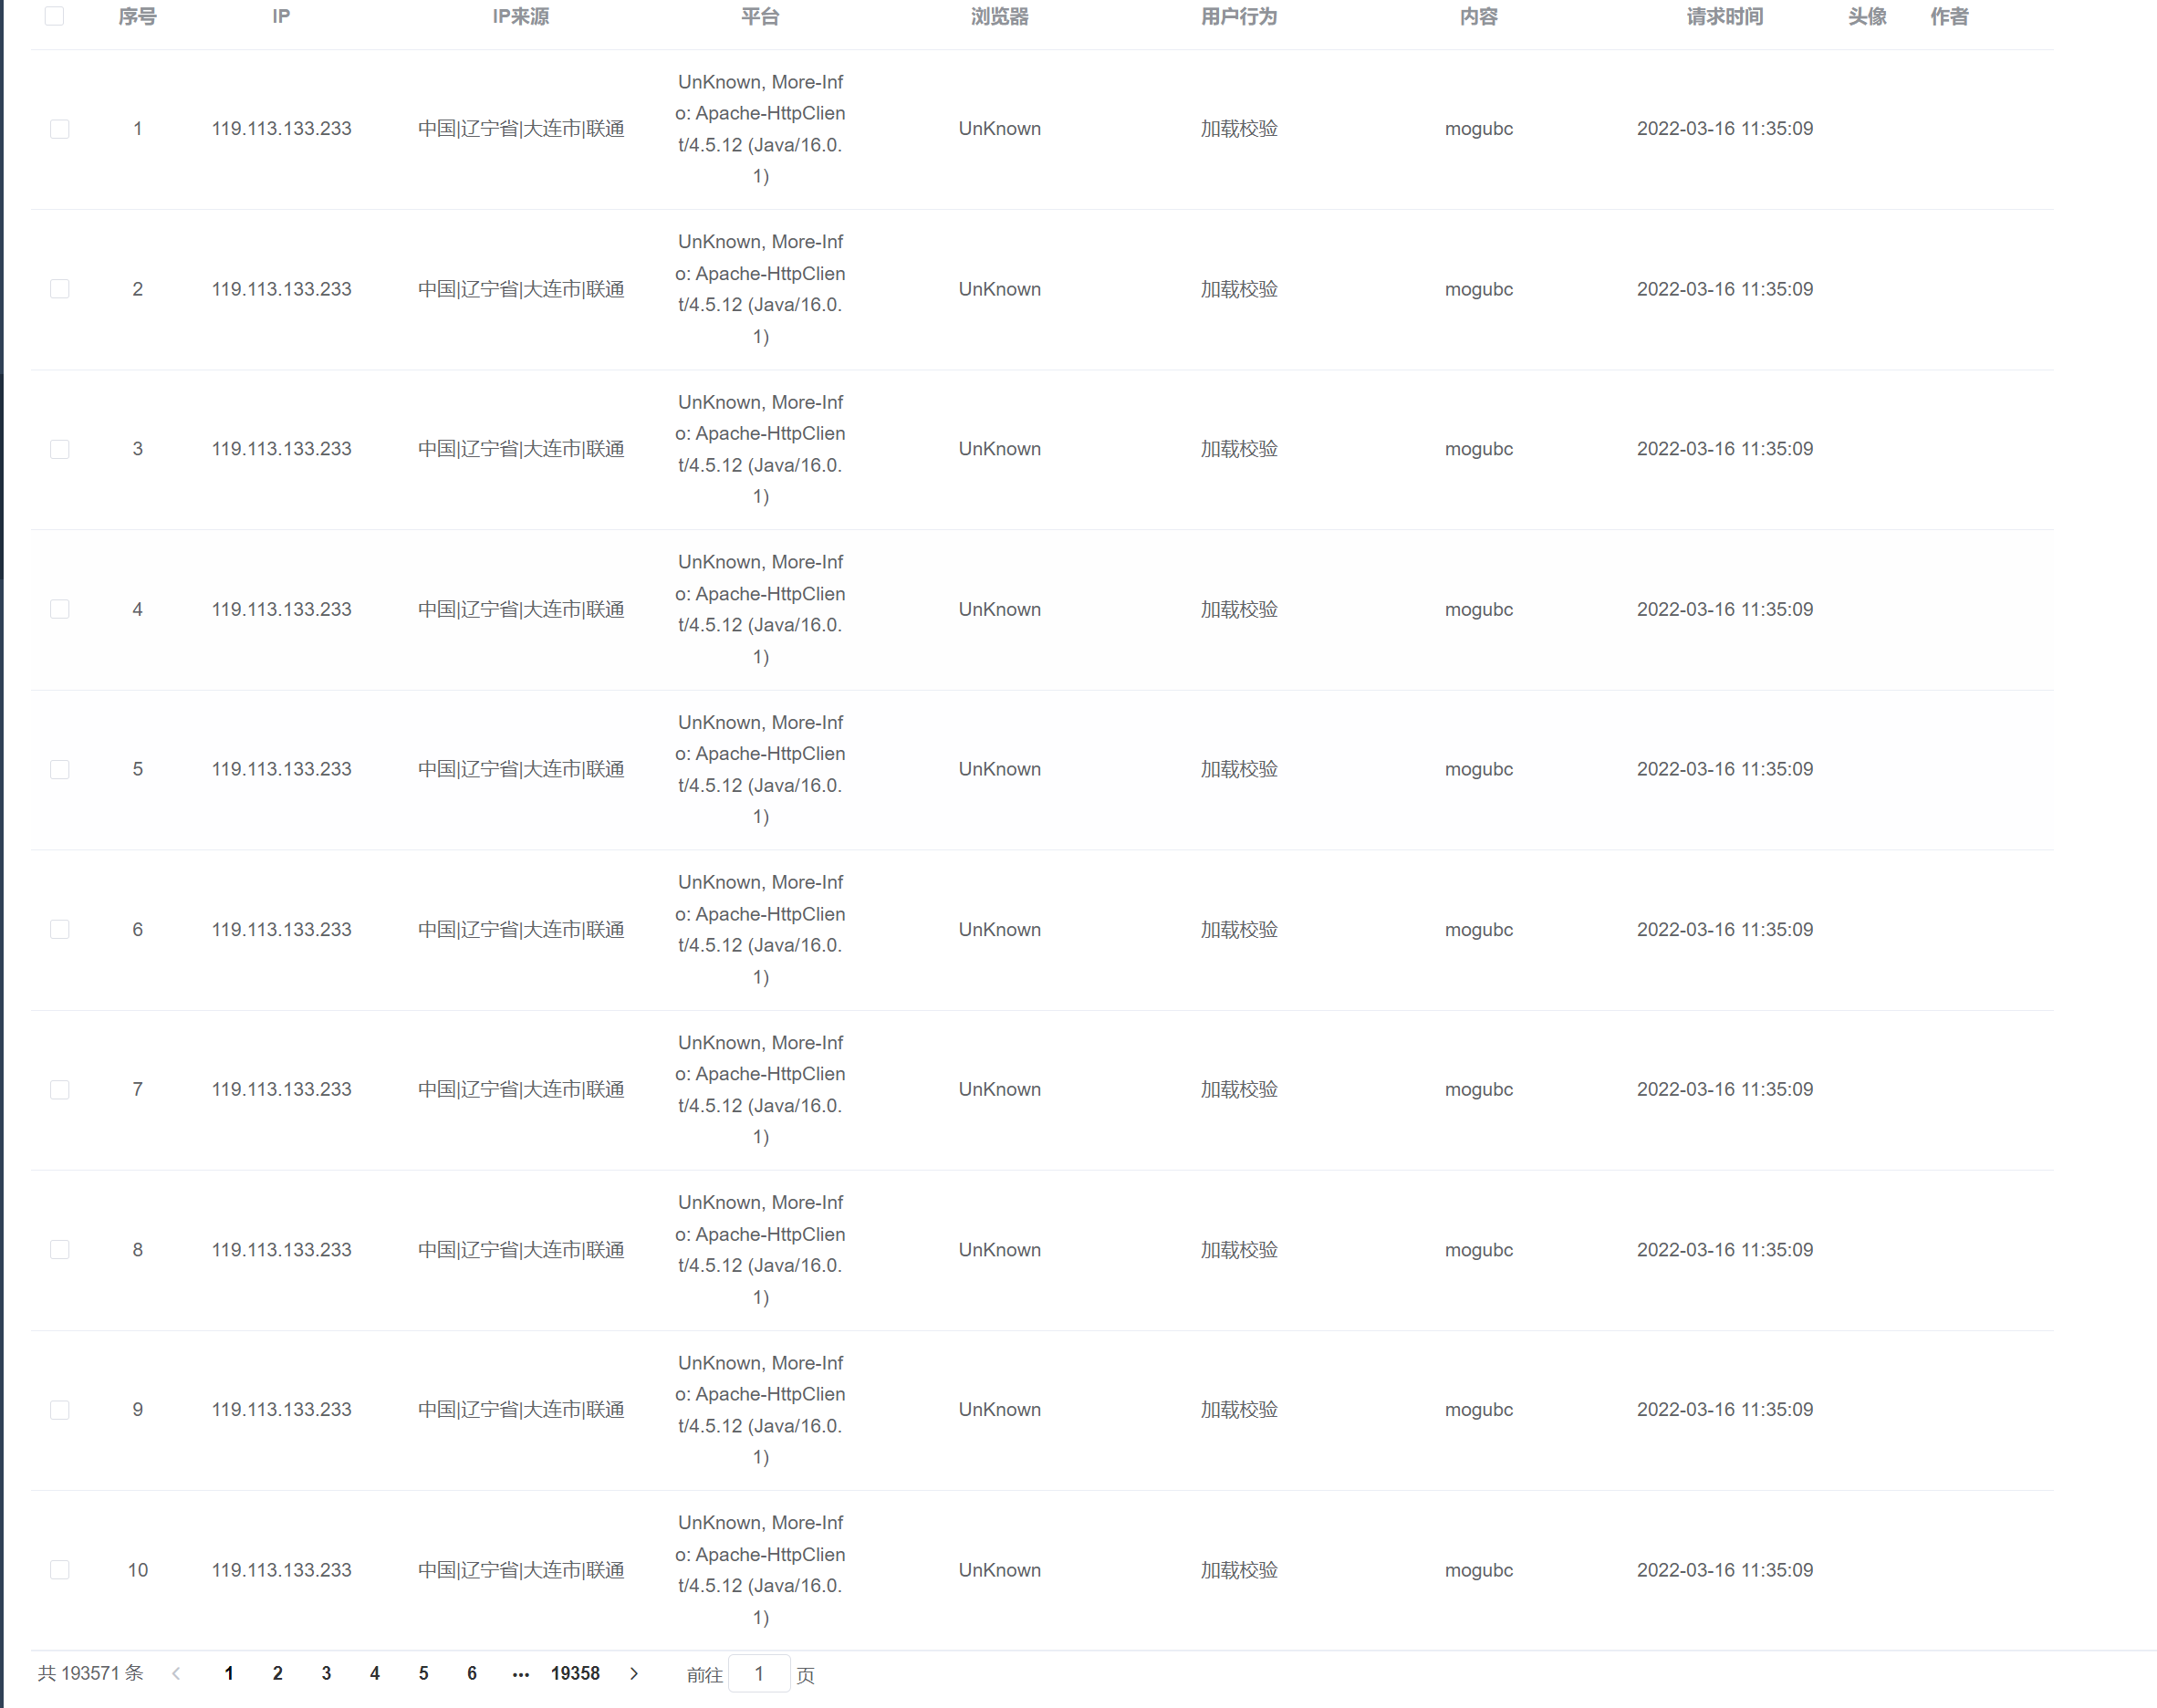 序号 IP IP来源 平台 浏览器 用户行为 内容 请求时间 头像 作者
UnKnown, More-Inf
o: Apache-HttpClien
1 119.113.133.233 中国|辽宁省|大连市|联通 UnKnown 加载校验 mogubc 2022-03-16 11:35:09
t/4.5.12 (Java/16.0.
1)
UnKnown, More-Inf
o: Apache-HttpClien
2 119.113.133.233 中国|辽宁省|大连市|联通 UnKnown 加载校验 mogubc 2022-03-16 11:35:09
t/4.5.12 (Java/16.0.
1)
UnKnown, More-Inf
o: Apache-HttpClien
3 119.113.133.233 中国|辽宁省|大连市|联通 UnKnown 加载校验 mogubc 2022-03-16 11:35:09
t/4.5.12 (Java/16.0.
1)
UnKnown, More-Inf
o: Apache-HttpClien
4 119.113.133.233 中国|辽宁省|大连市|联通 UnKnown 加载校验 mogubc 2022-03-16 11:35:09
t/4.5.12 (Java/16.0.
1)
UnKnown, More-Inf
o: Apache-HttpClien
5 119.113.133.233 中国|辽宁省|大连市|联通 UnKnown 加载校验 mogubc 2022-03-16 11:35:09
t/4.5.12 (Java/16.0.
1)
UnKnown, More-Inf
o: Apache-HttpClien
6 119.113.133.233 中国|辽宁省|大连市|联通 UnKnown 加载校验 mogubc 2022-03-16 11:35:09
t/4.5.12 (Java/16.0.
1)
UnKnown, More-Inf
o: Apache-HttpClien
7 119.113.133.233 中国|辽宁省|大连市|联通 UnKnown 加载校验 mogubc 2022-03-16 11:35:09
t/4.5.12 (Java/16.0.
1)
UnKnown, More-Inf
o: Apache-HttpClien
8 119.113.133.233 中国|辽宁省|大连市|联通 UnKnown 加载校验 mogubc 2022-03-16 11:35:09
t/4.5.12 (Java/16.0.
1)
UnKnown, More-Inf
o: Apache-HttpClien
9 119.113.133.233 中国|辽宁省|大连市|联通 UnKnown 加载校验 mogubc 2022-03-16 11:35:09
t/4.5.12 (Java/16.0.
1)
UnKnown, More-Inf
o: Apache-HttpClien
10 119.113.133.233 中国|辽宁省|大连市|联通 UnKnown 加载校验 mogubc 2022-03-16 11:35:09
t/4.5.12 (Java/16.0.
1)
共 193571 条 < 1 2 3 4 5 6 ••• 19358 > 前往 1 页